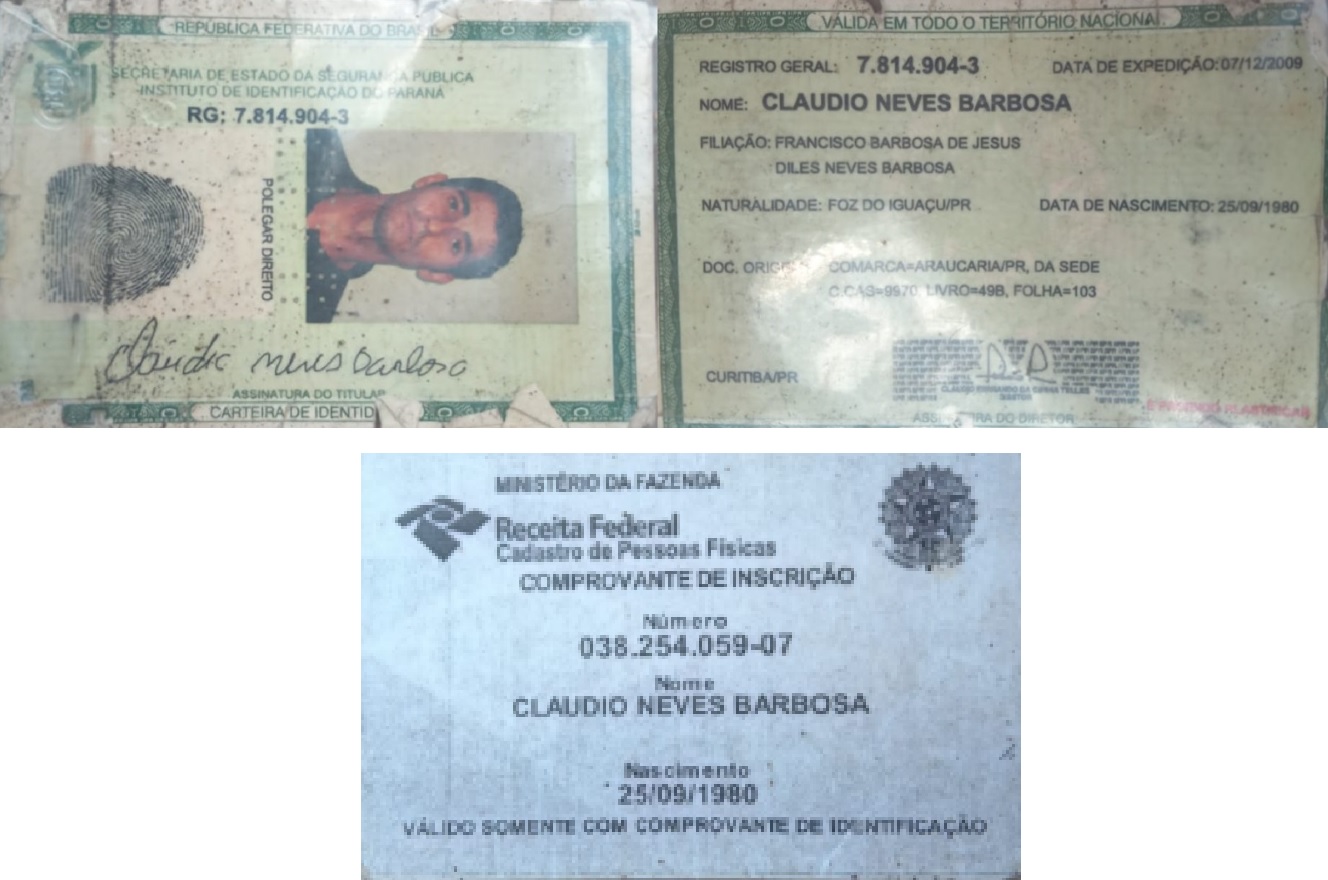 REPÚBLICA FEDERATIVA DO BRASIL
SECRETARIA DE ESTADO DA SEGURANÇA PÚBLICA
INSTITUTO DE IDENTIFICAÇÃO DO PARANÁ
RG: 7.814.904-3
POLEGAR DIREITO
Claudio Neves Barbosa
ASSINATURA DO TITULAR
CARTEIRA DE IDENTID
VÁLIDA EM TODO O TERRITÓRIO NACIONAL
REGISTRO GERAL: 7.814.904-3 DATA DE EXPEDIÇÃO: 07/12/2009
NOME: CLAUDIO NEVES BARBOSA
FILIAÇÃO: FRANCISCO BARBOSA DE JESUS
DILES NEVES BARBOSA
NATURALIDADE: FOZ DO IGUAÇU/PR DATA DE NASCIMENTO: 25/09/1980
DOC. ORIG COMARCA=ARAUCARIA/PR, DA SEDE
C.CAS=9970, LIVRO=49B, FOLHA=103
CURITIBA/PR
ASSINATURA DO DIRETOR
É PROIBIDO PLASTIFICAR
MINISTÉRIO DA FAZENDA
Receita Federal
Cadastro de Pessoas Físicas
COMPROVANTE DE INSCRIÇÃO
Número
038.254.059-07
Nome
CLAUDIO NEVES BARBOSA
Nascimento
25/09/1980
VÁLIDO SOMENTE COM COMPROVANTE DE IDENTIFICAÇÃO